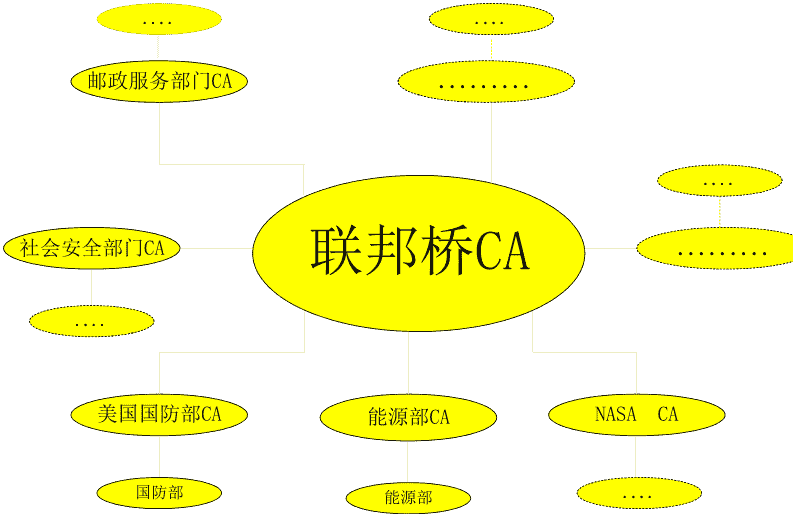 ....
....
邮政服务部门CA
.........
....
联邦桥CA
社会安全部门CA
.........
....
美国国防部CA
能源部CA
NASA CA
国防部
能源部
....